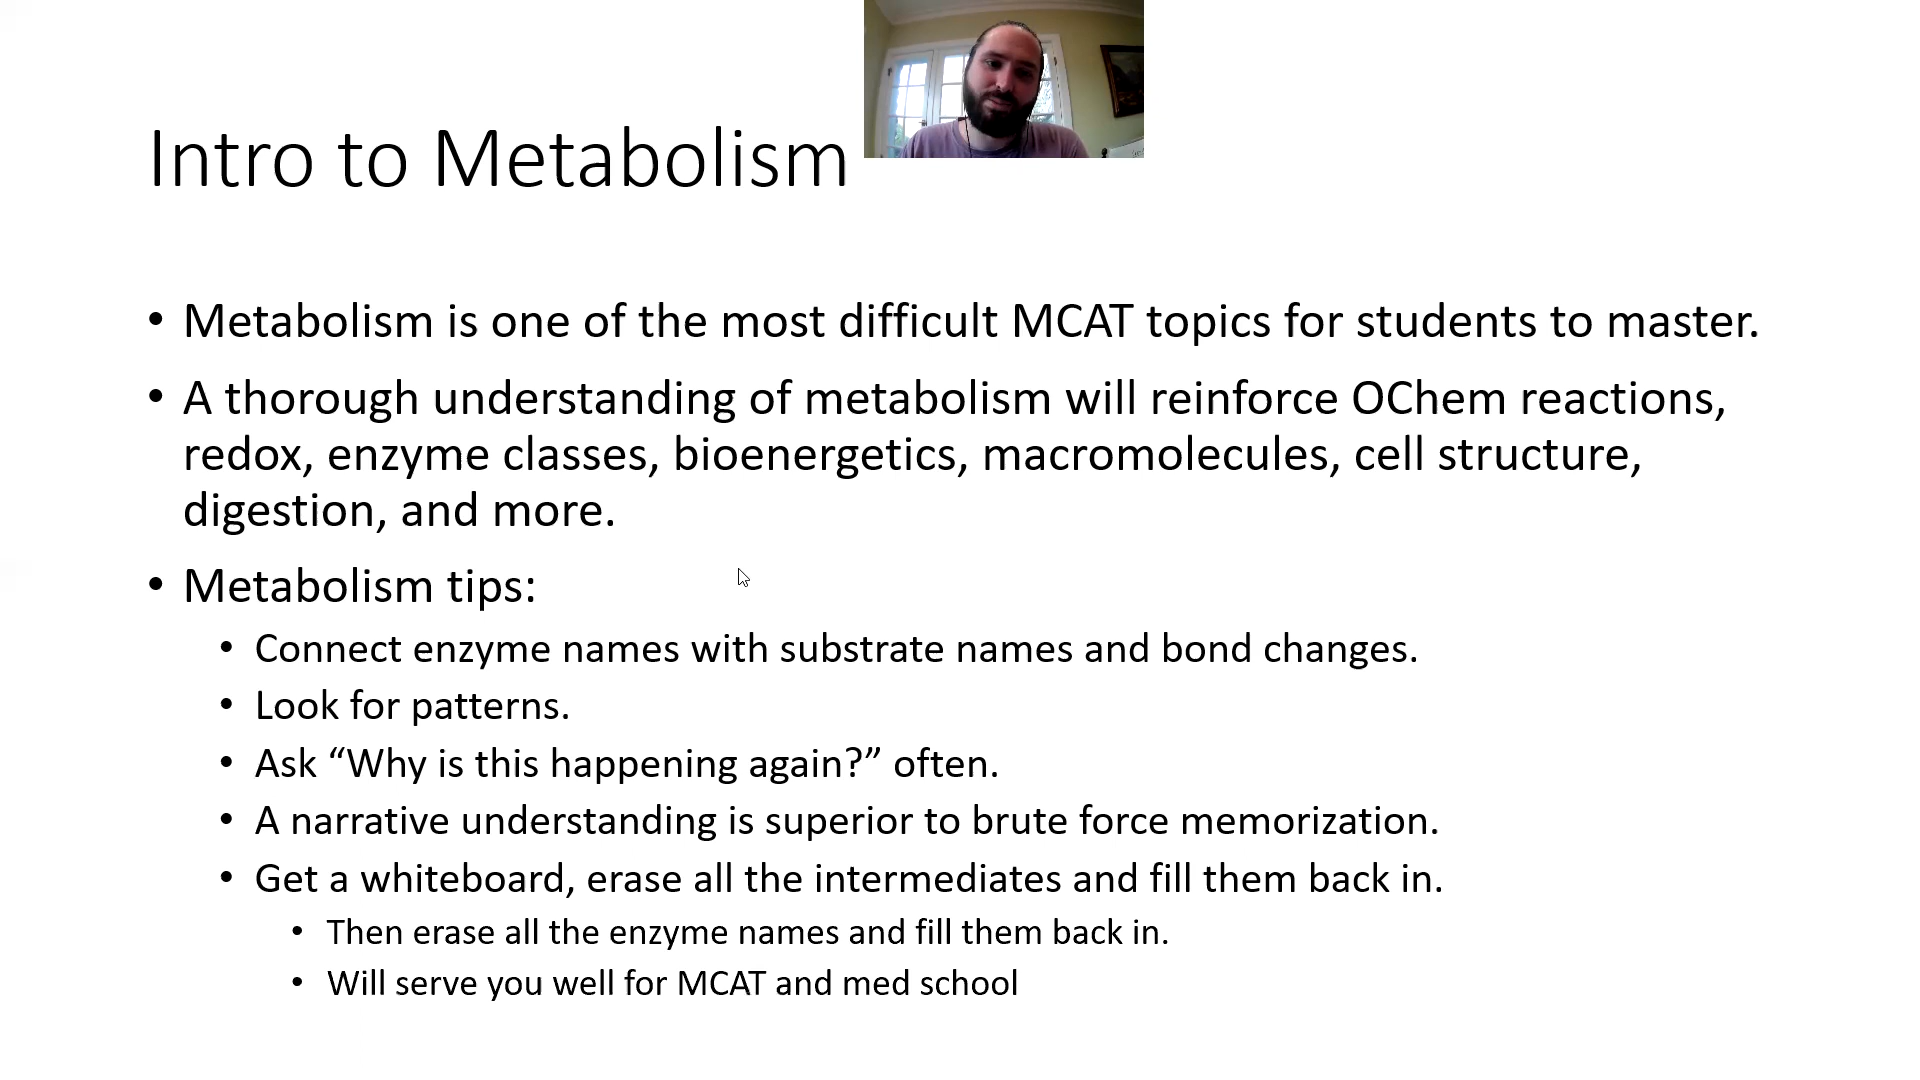 Intro to Metabolism
• Metabolism is one of the most difficult MCAT topics for students to master.
• A thorough understanding of metabolism will reinforce OChem reactions,
redox, enzyme classes, bioenergetics, macromolecules, cell structure,
digestion, and more.
• Metabolism tips:
• Connect enzyme names with substrate names and bond changes.
• Look for patterns.
• Ask “Why is this happening again?” often.
• A narrative understanding is superior to brute force memorization.
• Get a whiteboard, erase all the intermediates and fill them back in.
• Then erase all the enzyme names and fill them back in.
• Will serve you well for MCAT and med school